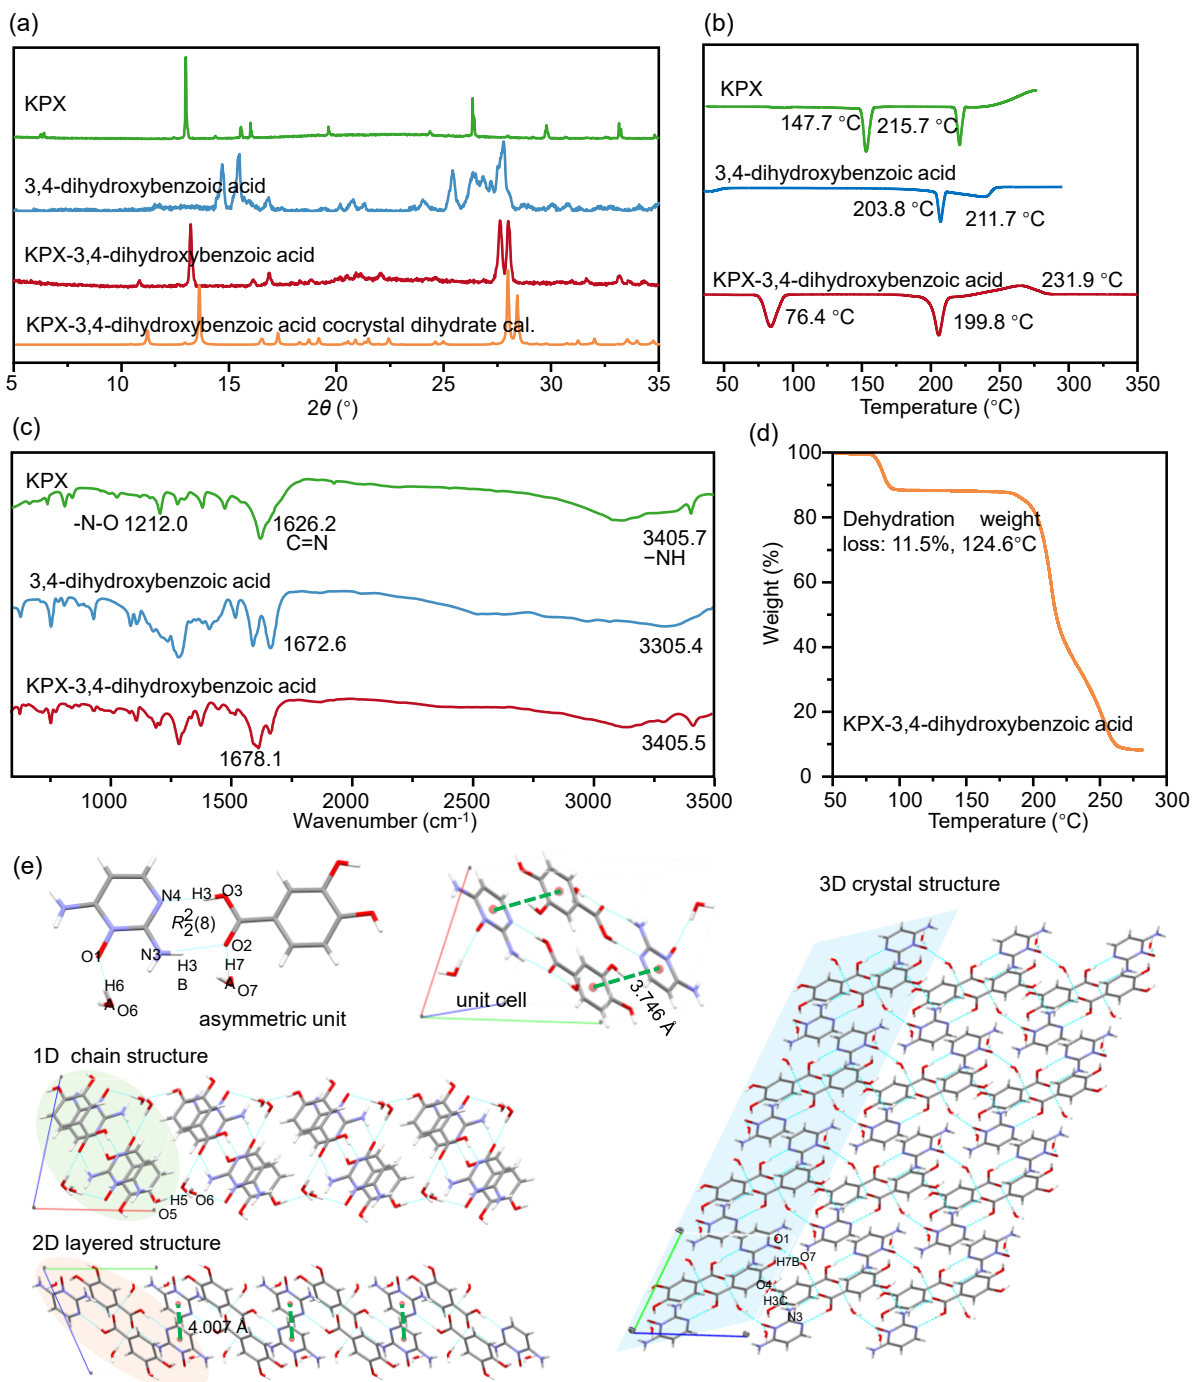 (a)
KPX
3,4-dihydroxybenzoic acid
KPX-3,4-dihydroxybenzoic acid
KPX-3,4-dihydroxybenzoic acid cocrystal dihydrate cal.
5 10 15 20 25 30 35
2θ (°)
(b)
KPX
147.7 °C 215.7 °C
3,4-dihydroxybenzoic acid
203.8 °C
211.7 °C
KPX-3,4-dihydroxybenzoic acid 231.9 °C
76.4 °C 199.8 °C
50 100 150 200 250 300 350
Temperature (°C)
(c)
KPX
-N-O 1212.0
1626.2
C=N
3405.7
−NH
3,4-dihydroxybenzoic acid
1672.6
3305.4
KPX-3,4-dihydroxybenzoic acid
1678.1
3405.5
1000 1500 2000 2500 3000 3500
Wavenumber (cm-1)
(d)
100
80
60
40
20
0
Weight (%)
Dehydration weight
loss: 11.5%, 124.6°C
KPX-3,4-dihydroxybenzoic acid
50 100 150 200 250 300
Temperature (°C)
(e)
N4 H3 O3
R22(8)
O1 N3 O2
H3
B
H7
A O7
H6
A O6
asymmetric unit
unit cell
3.746 Å
3D crystal structure
1D chain structure
H5 O6
O5
2D layered structure
4.007 Å
O1
H7B O7
O4
H3C
N3